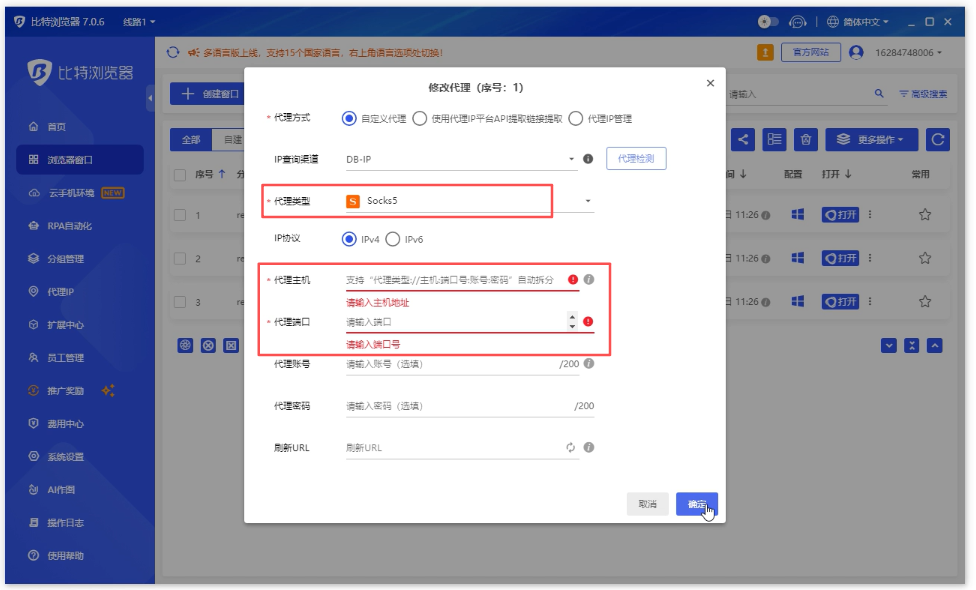 比特浏览器 7.0.6 线路1 简体中文
多语言版上线，支持15个国家语言，右上角语言选项处切换！ 官方网站 16284748006
比特浏览器
创建窗口 请输入 高级搜索
首页
全部 自建 更多操作
浏览器窗口
序号 分 间 配置 打开 常用
云手机环境 NEW
1 re 日 11:26 打开
RPA自动化
分组管理
2 re 日 11:26 打开
代理IP
3 re 日 11:26 打开
扩展中心
员工管理
推广奖励
费用中心
系统设置
AI作图
操作日志
使用帮助
修改代理（序号：1）
* 代理方式 自定义代理 使用代理IP平台API提取链接提取 代理IP管理
IP查询渠道 DB-IP 代理检测
* 代理类型 S Socks5
IP协议 IPv4 IPv6
* 代理主机 支持“代理类型://主机:端口号:账号:密码”自动拆分
请输入主机地址
* 代理端口 请输入端口
请输入端口号
代理账号 请输入账号（选填） /200
代理密码 请输入密码（选填） /200
刷新URL 刷新URL
取消 确定